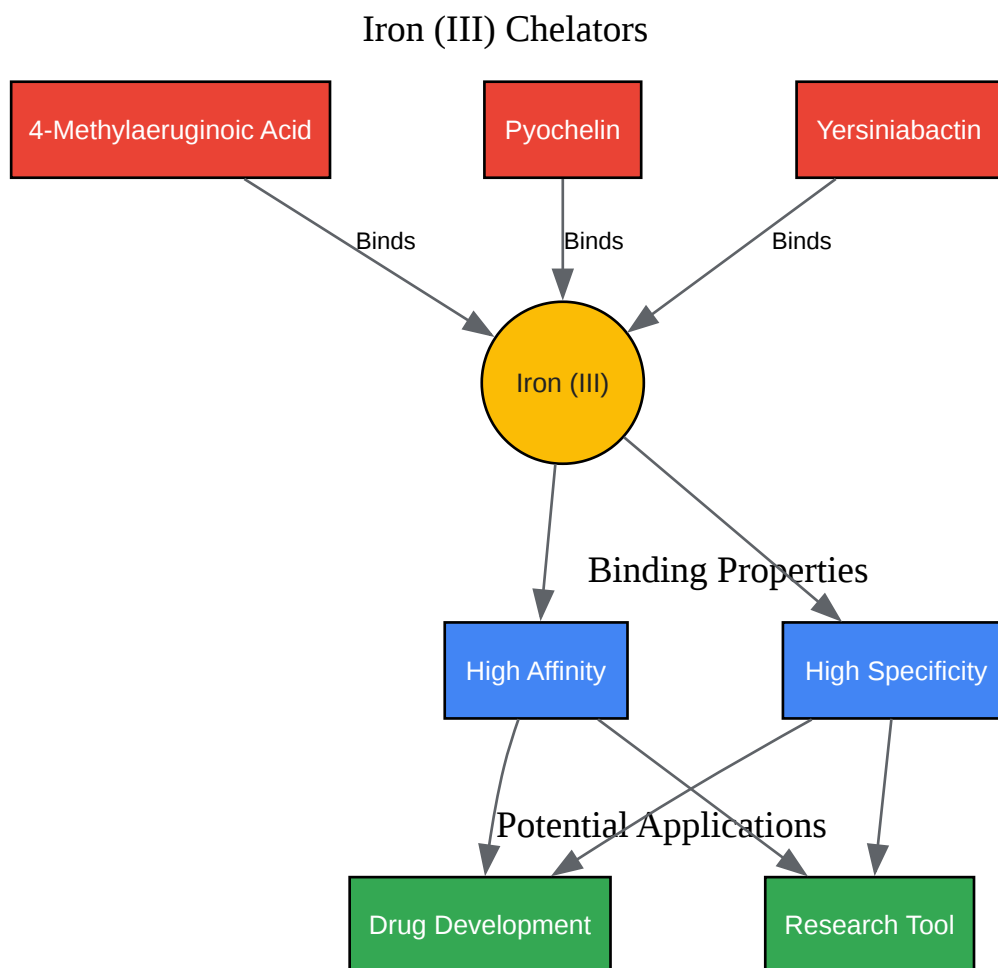 Iron (III) Chelators
4-Methylaeruginoic Acid
Pyochelin
Yersiniabactin
Binds
Binds
Binds
Iron (III)
Binding Properties
High Affinity
High Specificity
Potential Applications
Drug Development
Research Tool